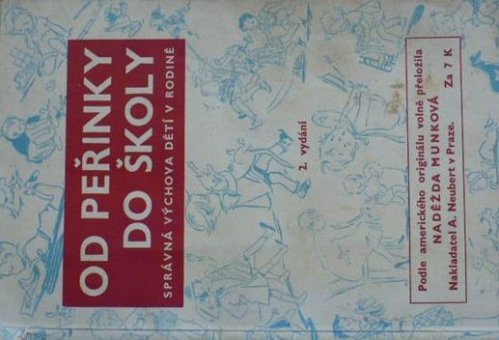 OD PEŘINKY
DO ŠKOLY
SPRÁVNÁ VÝCHOVA DĚTÍ V RODINĚ
2. vydání
Podle amerického originálu volně přeložila
NADĚŽDA MUNKOVÁ
Nakladatel A. Neubert v Praze. Za 7 K